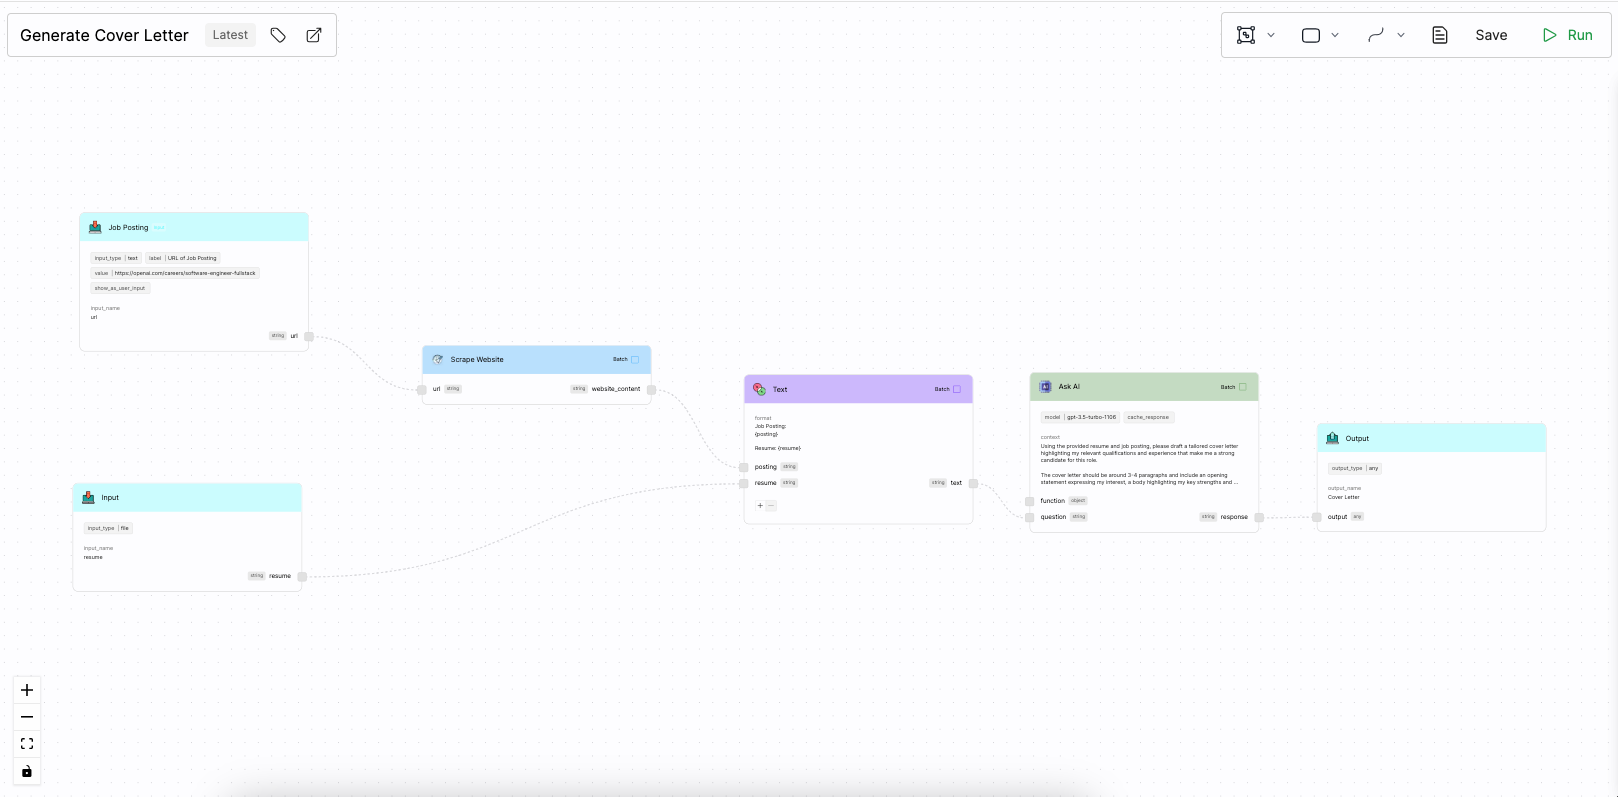 Generate Cover Letter Latest
Save Run
Job Posting
input_type | text label | URL of Job Posting
value | https://openai.com/careers/software-engineer-fullstack
show_as_user_input
input_name
url
string url
Input
input_type | file
input_name
resume
string resume
Scrape Website Batch
url string string website_content
Text Batch
format
Job Posting:
{posting}
Resume: {resume}
posting string
resume string string text
+ ...
Ask AI Batch
model | gpt-3.5-turbo-1106 cache_response
context
Using the provided resume and job posting, please draft a tailored cover letter
highlighting my relevant qualifications and experience that make me a strong
candidate for this role.
The cover letter should be around 3-4 paragraphs and include an opening
statement expressing my interest, a body highlighting my key strengths and ...
function object
question string string response
Output
output_type | any
output_name
Cover Letter
output any